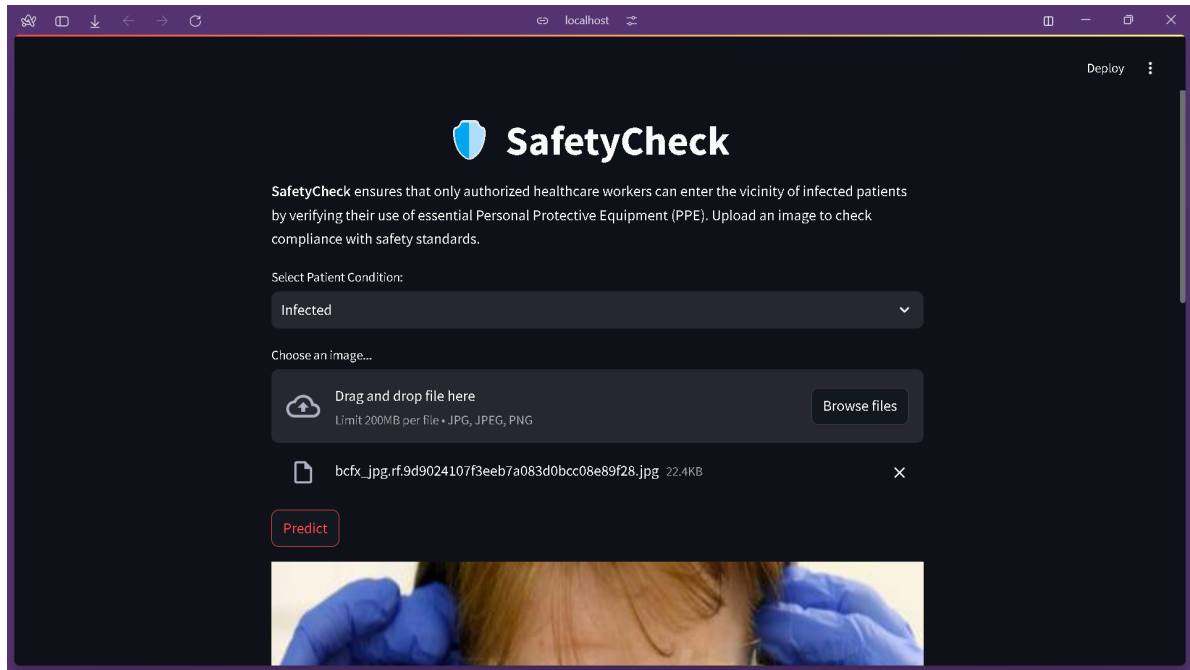 localhost
Deploy
SafetyCheck
SafetyCheck ensures that only authorized healthcare workers can enter the vicinity of infected patients
by verifying their use of essential Personal Protective Equipment (PPE). Upload an image to check
compliance with safety standards.
Select Patient Condition:
Infected
Choose an image...
Drag and drop file here
Limit 200MB per file • JPG, JPEG, PNG
Browse files
bcfx_jpg.rf.9d9024107f3eeb7a083d0bcc08e89f28.jpg 22.4KB
Predict